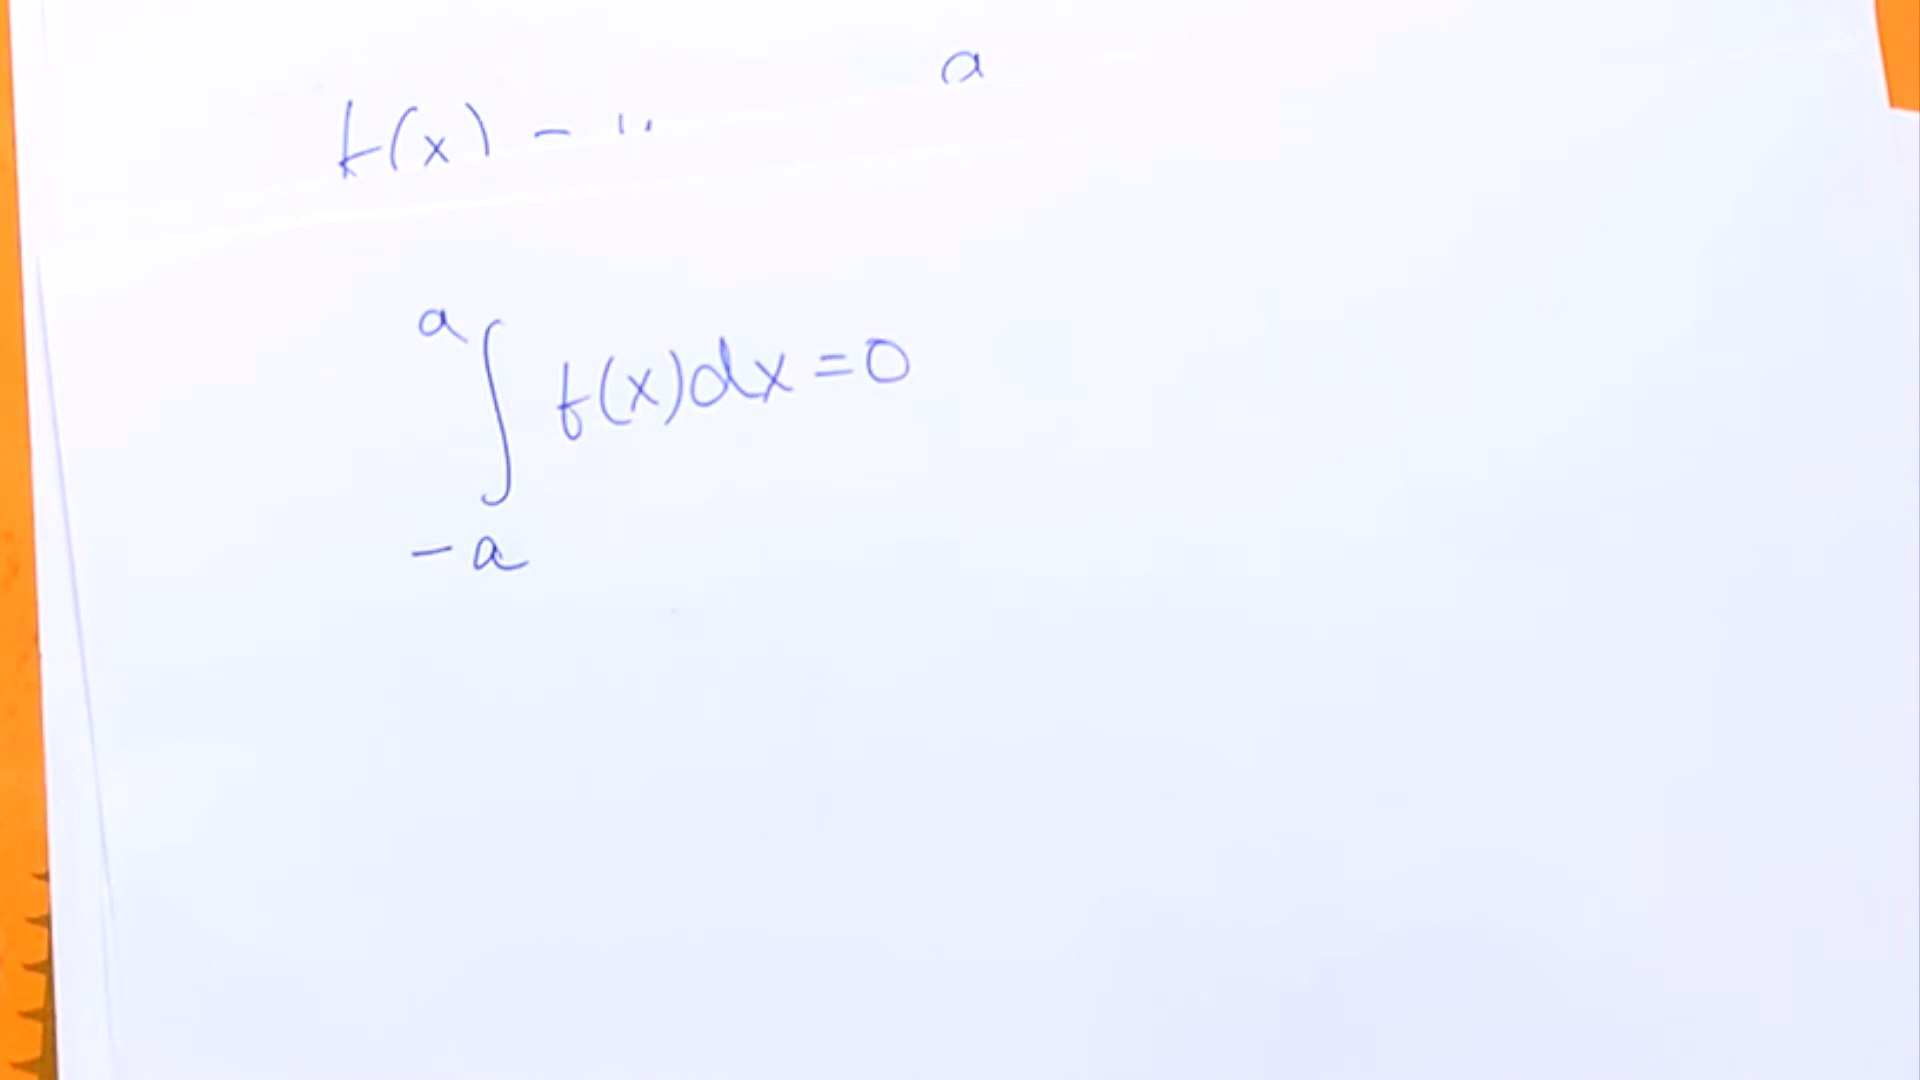 f(x) - "
a
a
∫ f(x)dx = 0
-a